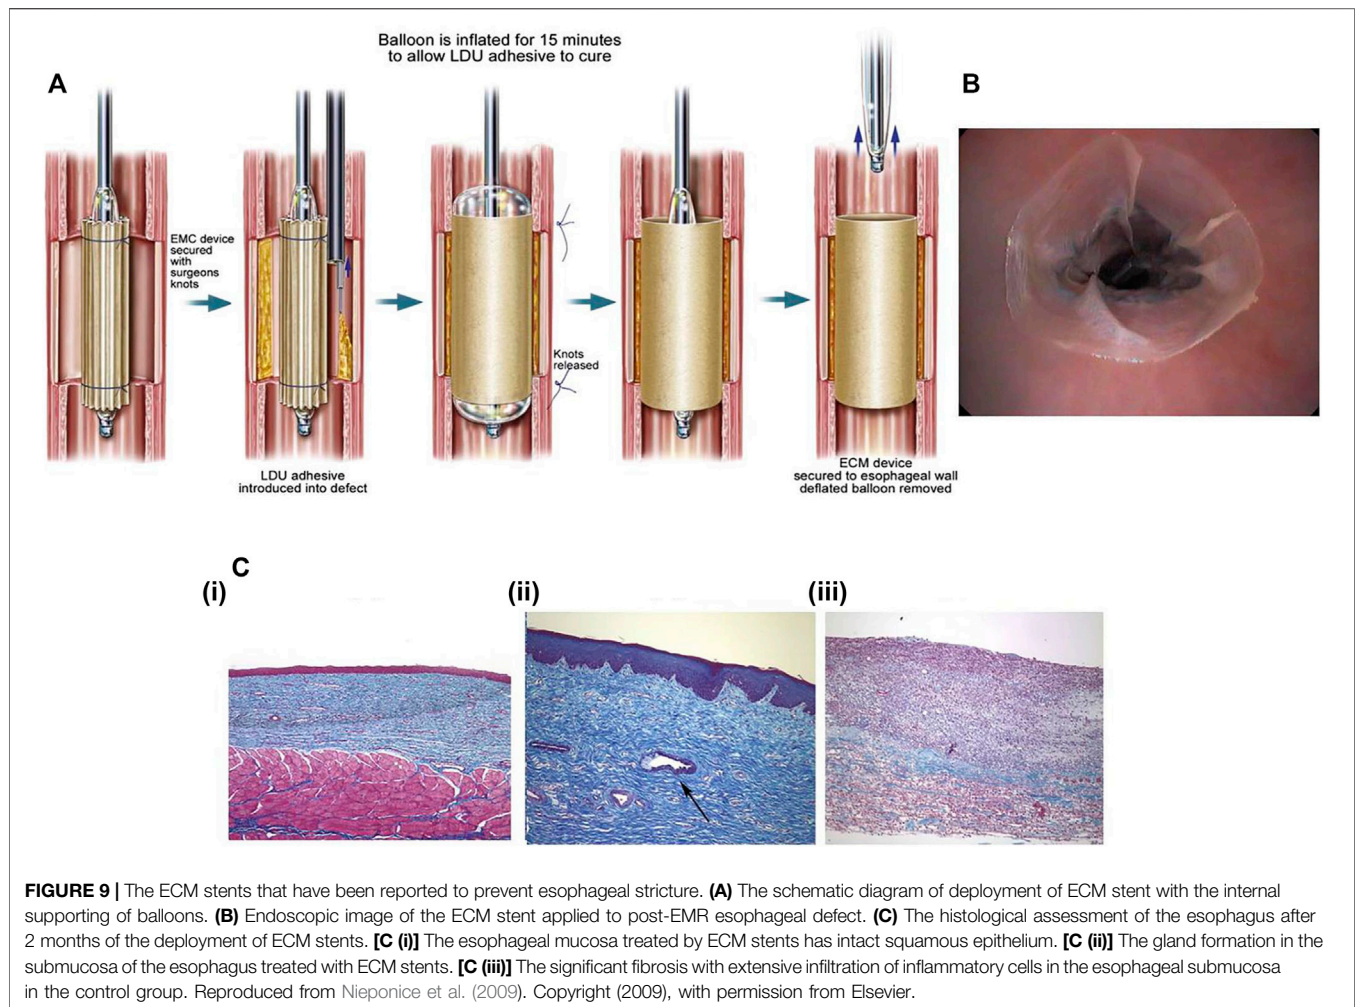 Balloon is inflated for 15 minutes
to allow LDU adhesive to cure
A
B
EMC device
secured
with
surgeons
knots
Knots
released
LDU adhesive
introduced into defect
ECM device
secured to esophageal wall
deflated balloon removed
C
(i)
(ii)
(iii)
FIGURE 9 | The ECM stents that have been reported to prevent esophageal stricture. (A) The schematic diagram of deployment of ECM stent with the internal
supporting of balloons. (B) Endoscopic image of the ECM stent applied to post-EMR esophageal defect. (C) The histological assessment of the esophagus after
2 months of the deployment of ECM stents. [C (i)] The esophageal mucosa treated by ECM stents has intact squamous epithelium. [C (ii)] The gland formation in the
submucosa of the esophagus treated with ECM stents. [C (iii)] The significant fibrosis with extensive infiltration of inflammatory cells in the esophageal submucosa
in the control group. Reproduced from Nieponice et al. (2009). Copyright (2009), with permission from Elsevier.